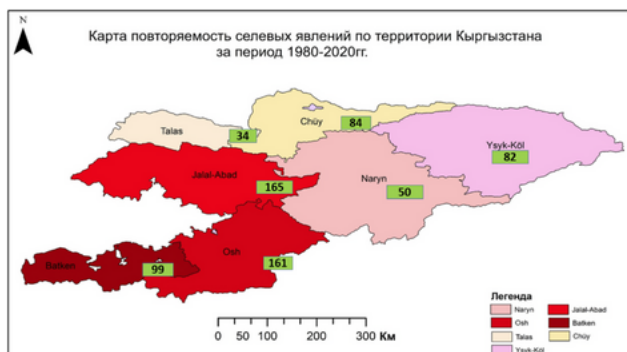 N
Карта повторяемость селевых явлений по территории Кыргызстана
за период 1980-2020гг.
Talas
34
Chüy
84
Ysyk-Köl
82
Jalal-Abad
165
Naryn
50
Osh
161
Batken
99
0 50 100 200 300 Км
Легенда
Naryn
Jalal-Abad
Osh
Batken
Talas
Chüy
Ysyk-Köl